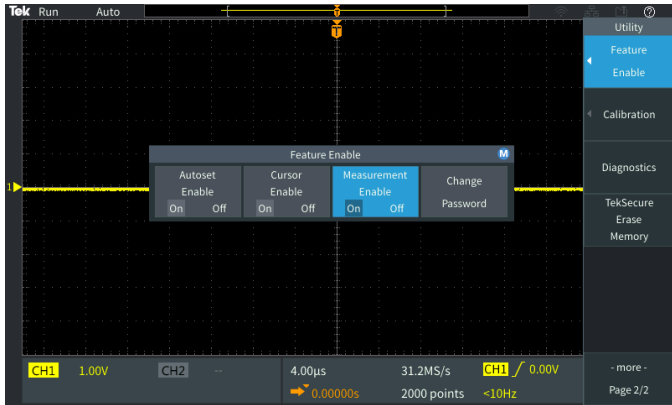 Tek Run Auto
T
?
Utility
Feature
Enable
Calibration
Diagnostics
TekSecure
Erase
Memory
- more -
Page 2/2
Feature Enable M
Autoset
Enable
On Off
Cursor
Enable
On Off
Measurement
Enable
On Off
Change
Password
1
CH1 1.00V CH2 --
4.00µs 31.2MS/s CH1 0.00V
0.00000s 2000 points <10Hz